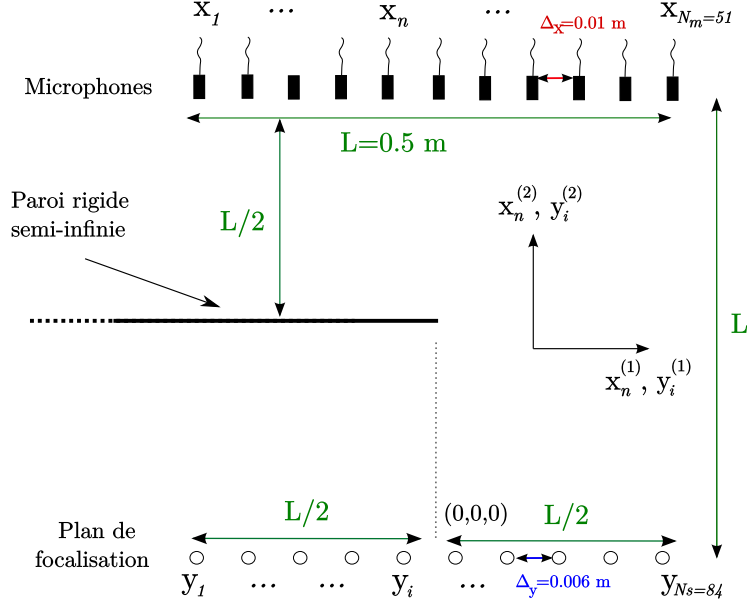 x1 ... xn ... xNm=51
Δx=0.01 m
Microphones
L=0.5 m
Paroi rigide
semi-infinie
L/2
xn(2), yi(2)
L
xn(1), yi(1)
Plan de
focalisation
L/2
(0,0,0)
L/2
y1 ... ... yi ... yNs=84
Δy=0.006 m